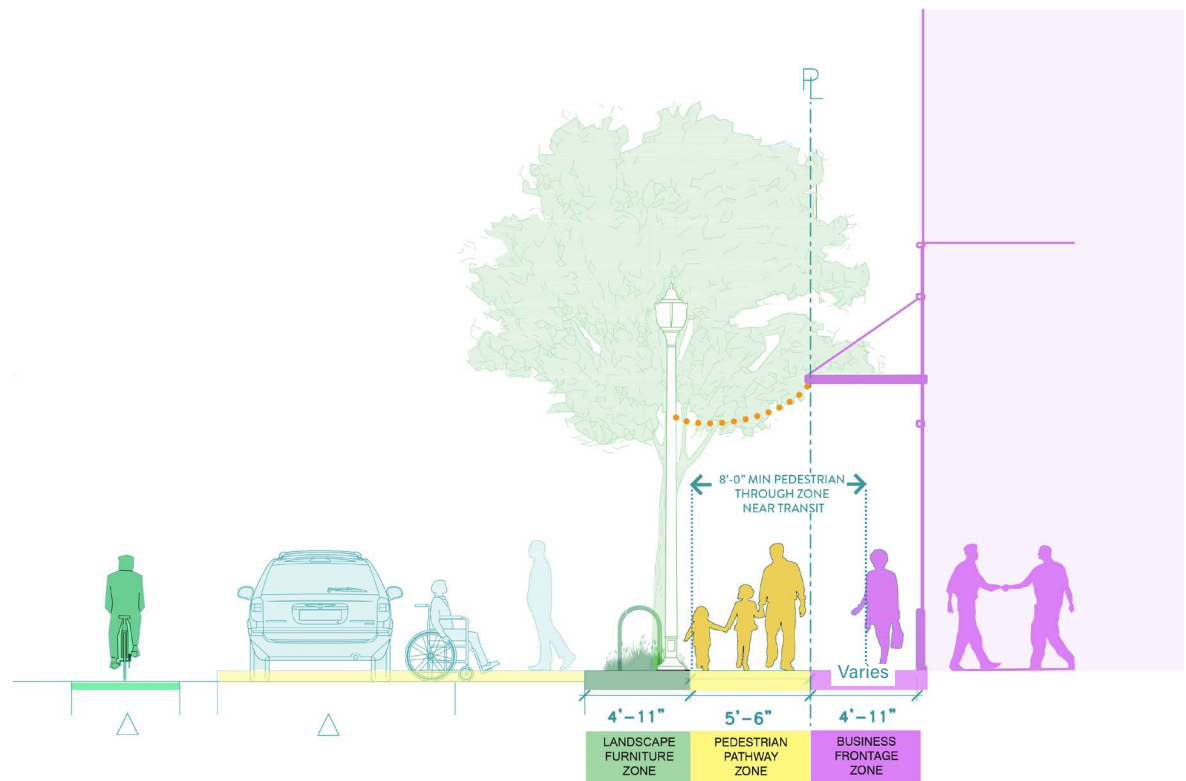 PL
8'-0" MIN PEDESTRIAN
THROUGH ZONE
NEAR TRANSIT
Varies
4'-11" 5'-6" 4'-11"
LANDSCAPE
FURNITURE
ZONE
PEDESTRIAN
PATHWAY
ZONE
BUSINESS
FRONTAGE
ZONE